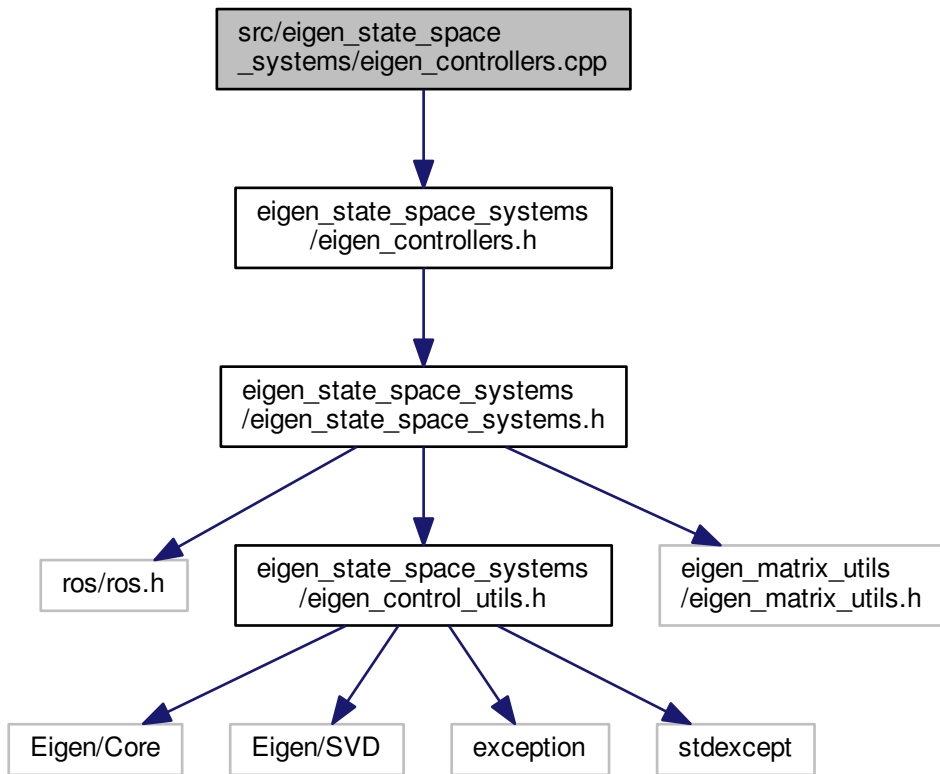 src/eigen_state_space
_systems/eigen_controllers.cpp
eigen_state_space_systems
/eigen_controllers.h
eigen_state_space_systems
/eigen_state_space_systems.h
ros/ros.h
eigen_state_space_systems
/eigen_control_utils.h
eigen_matrix_utils
/eigen_matrix_utils.h
Eigen/Core
Eigen/SVD
exception
stdexcept